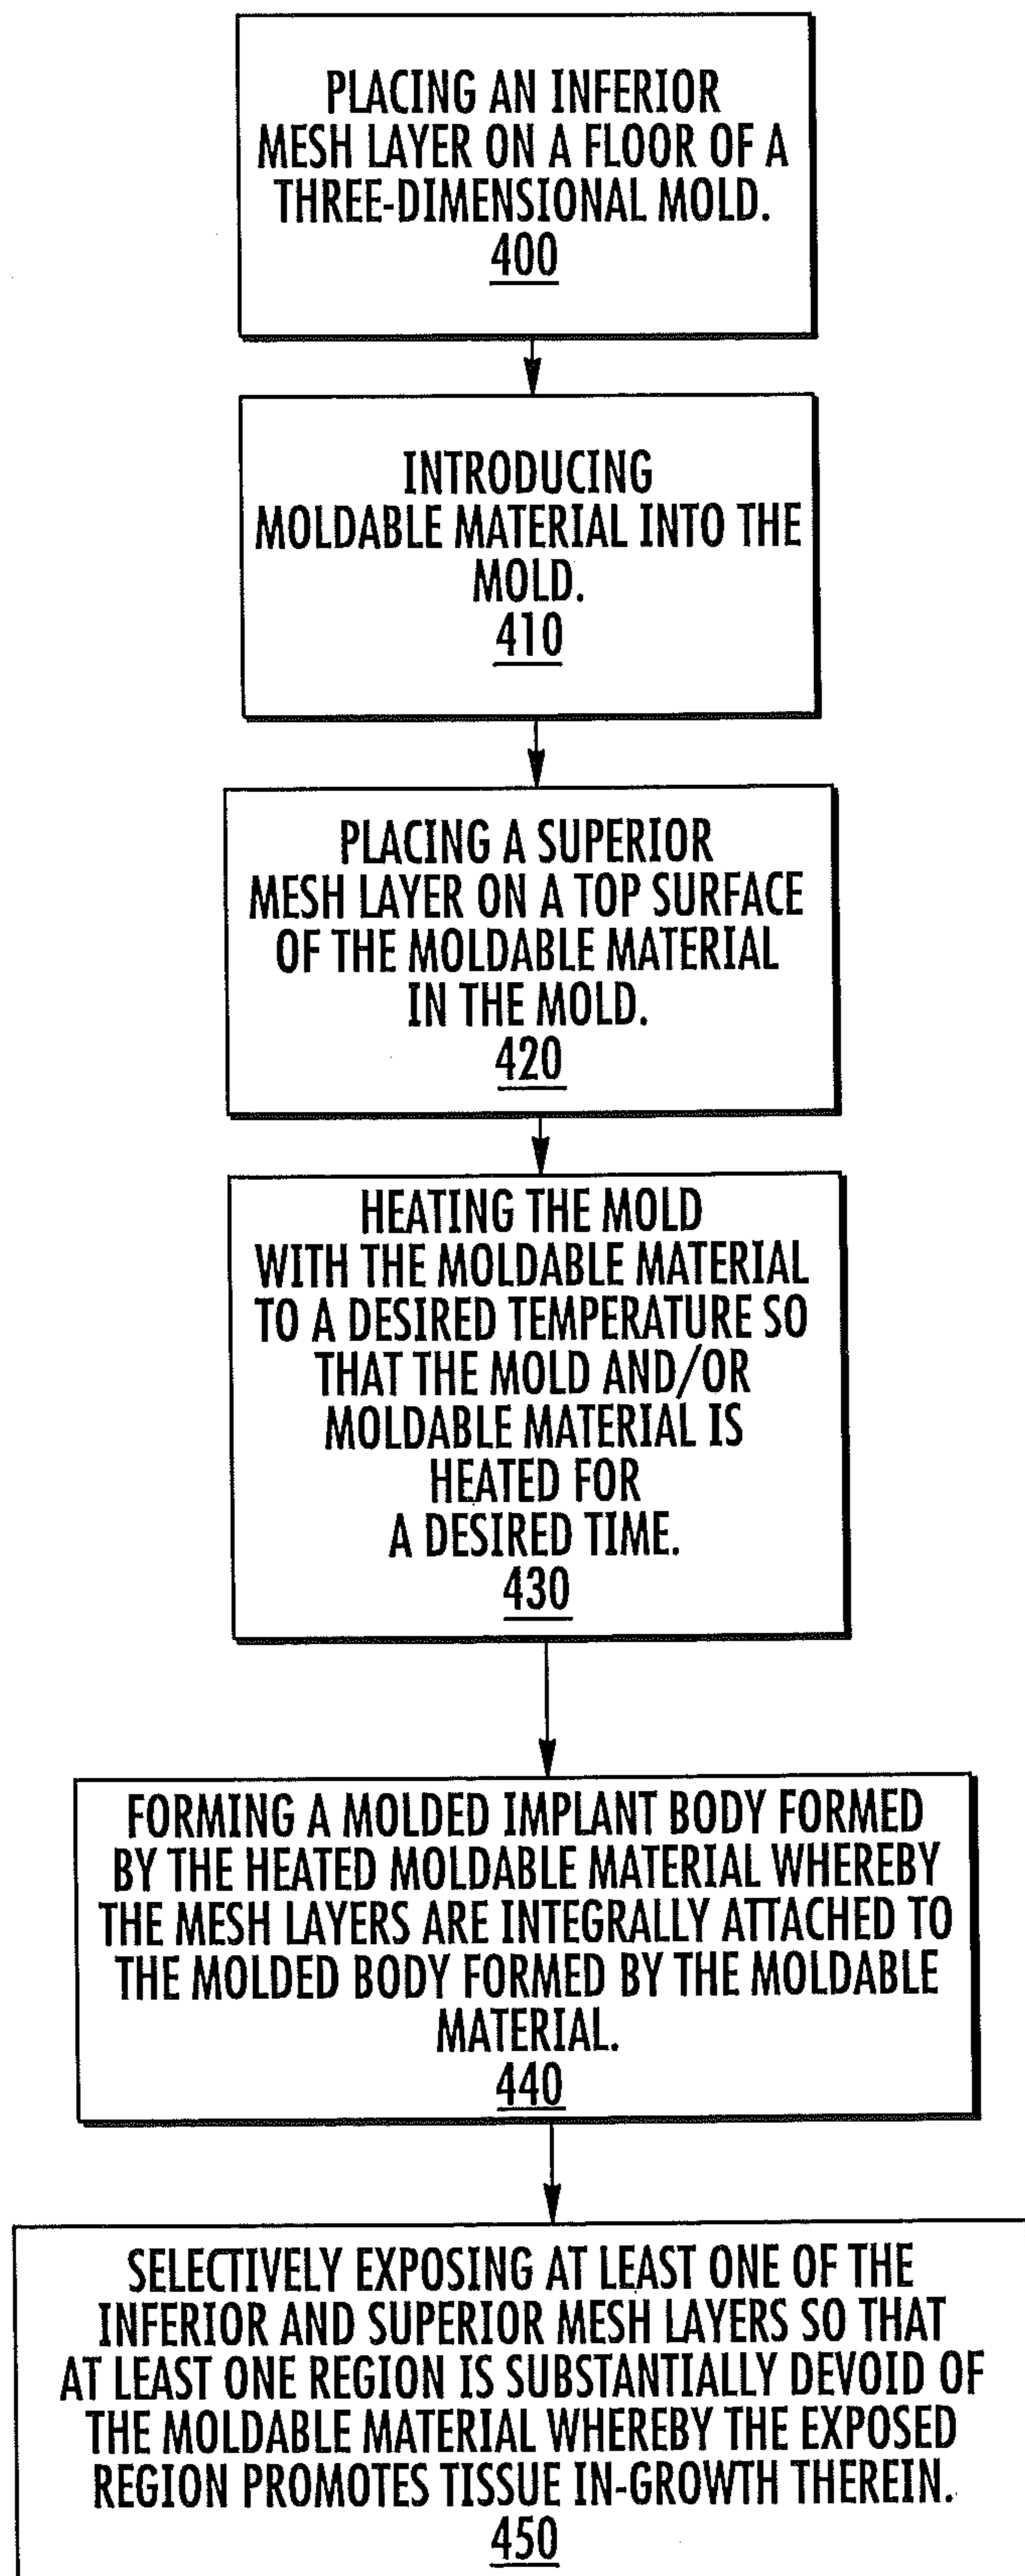 PLACING AN INFERIOR
MESH LAYER ON A FLOOR OF A
THREE-DIMENSIONAL MOLD.
400
INTRODUCING
MOLDABLE MATERIAL INTO THE
MOLD.
410
PLACING A SUPERIOR
MESH LAYER ON A TOP SURFACE
OF THE MOLDABLE MATERIAL
IN THE MOLD.
420
HEATING THE MOLD
WITH THE MOLDABLE MATERIAL
TO A DESIRED TEMPERATURE SO
THAT THE MOLD AND/OR
MOLDABLE MATERIAL IS
HEATED FOR
A DESIRED TIME.
430
FORMING A MOLDED IMPLANT BODY FORMED
BY THE HEATED MOLDABLE MATERIAL WHEREBY
THE MESH LAYERS ARE INTEGRALLY ATTACHED TO
THE MOLDED BODY FORMED BY THE MOLDABLE
MATERIAL.
440
SELECTIVELY EXPOSING AT LEAST ONE OF THE
INFERIOR AND SUPERIOR MESH LAYERS SO THAT
AT LEAST ONE REGION IS SUBSTANTIALLY DEVOID OF
THE MOLDABLE MATERIAL WHEREBY THE EXPOSED
REGION PROMOTES TISSUE IN-GROWTH THEREIN.
450